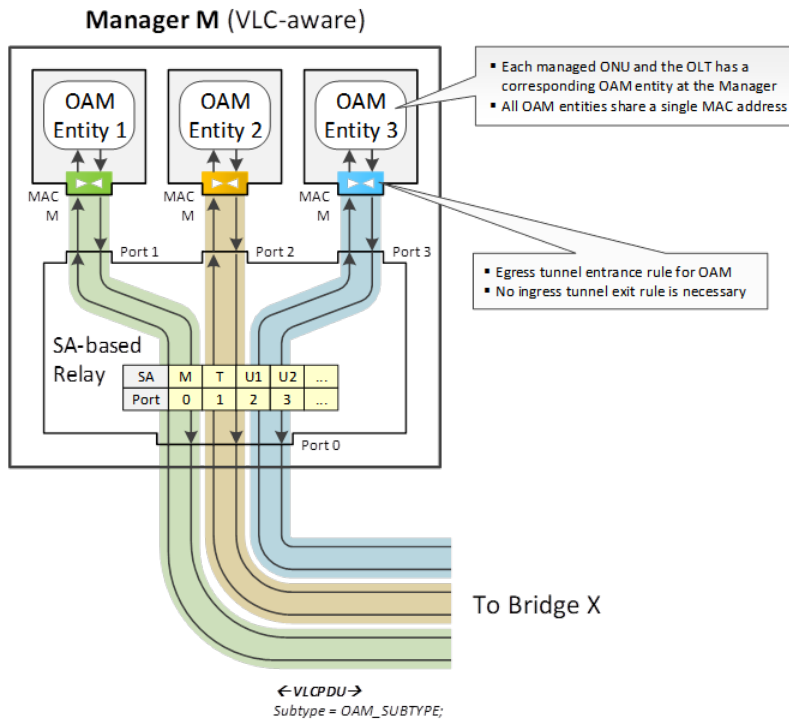 Manager M (VLC-aware)
OAM
Entity 1
OAM
Entity 2
OAM
Entity 3
▪ Each managed ONU and the OLT has a
corresponding OAM entity at the Manager
▪ All OAM entities share a single MAC address
MAC
M
MAC
M
MAC
M
Port 1
Port 2
Port 3
▪ Egress tunnel entrance rule for OAM
▪ No ingress tunnel exit rule is necessary
SA-based
Relay
SA M T U1 U2 ...
Port 0 1 2 3 ...
Port 0
To Bridge X
←VLCPDU→
Subtype = OAM_SUBTYPE;